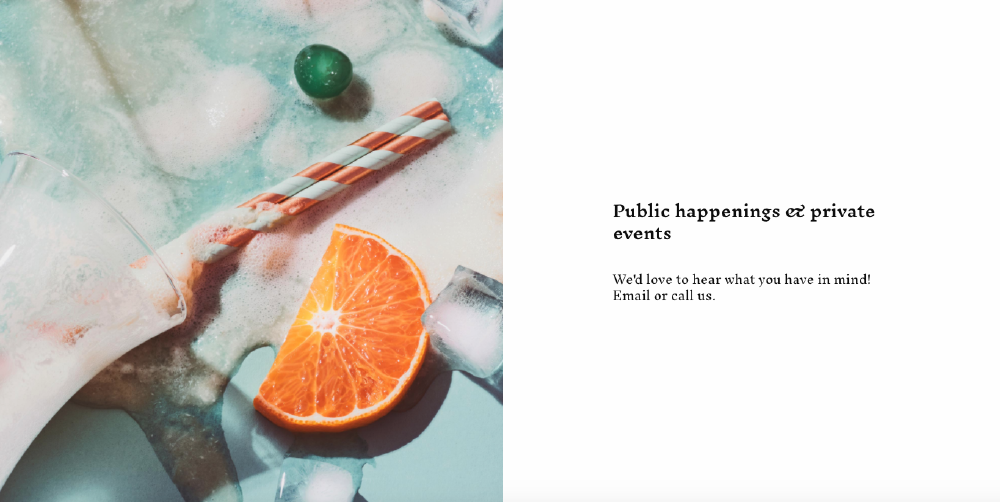 Public happenings & private
events
We'd love to hear what you have in mind!
Email or call us.